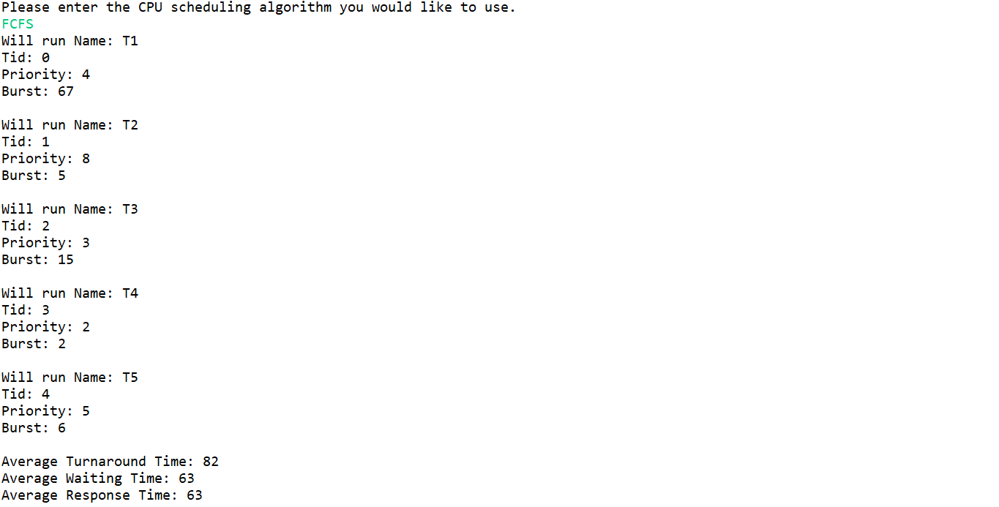 Please enter the CPU scheduling algorithm you would like to use.
FCFS
Will run Name: T1
Tid: 0
Priority: 4
Burst: 67
Will run Name: T2
Tid: 1
Priority: 8
Burst: 5
Will run Name: T3
Tid: 2
Priority: 3
Burst: 15
Will run Name: T4
Tid: 3
Priority: 2
Burst: 2
Will run Name: T5
Tid: 4
Priority: 5
Burst: 6
Average Turnaround Time: 82
Average Waiting Time: 63
Average Response Time: 63